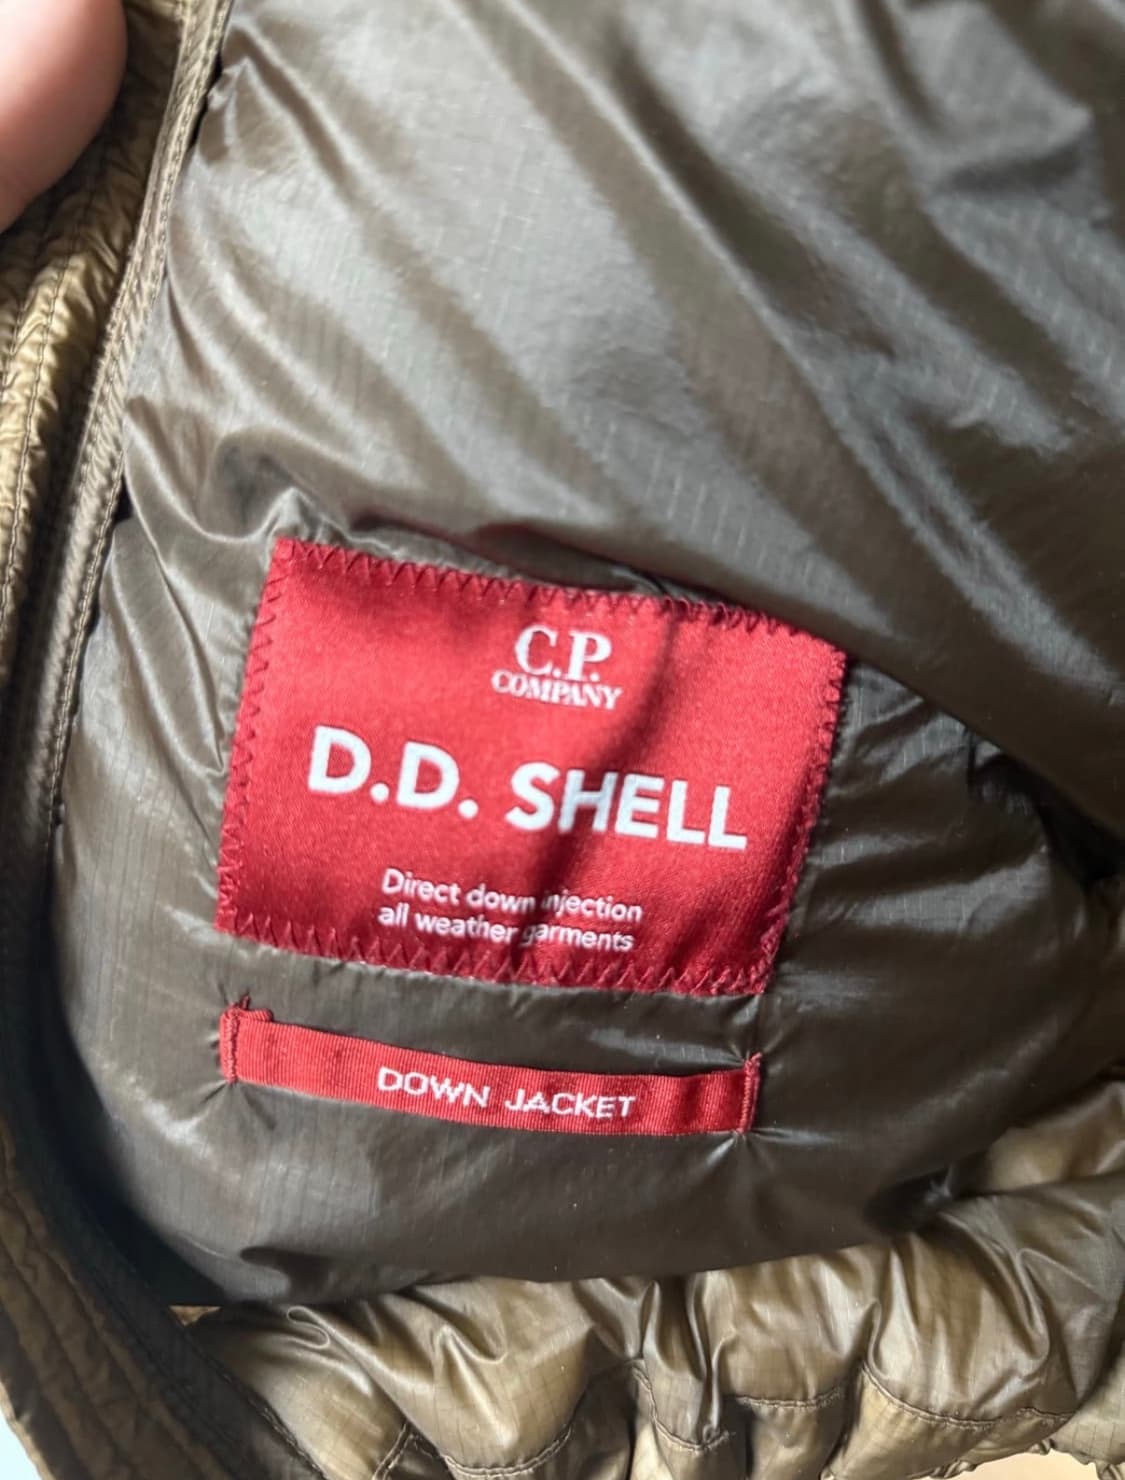 C.P.
COMPANY
D.D. SHELL
Direct down injection
all weather garments
DOWN JACKET